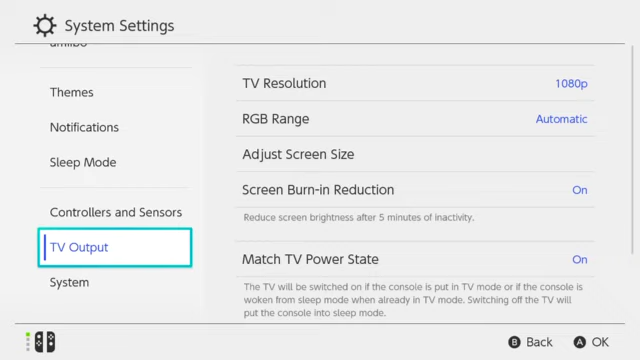 System Settings
amiibo
Themes
Notifications
Sleep Mode
Controllers and Sensors
TV Output
System
TV Resolution 1080p
RGB Range Automatic
Adjust Screen Size
Screen Burn-in Reduction On
Reduce screen brightness after 5 minutes of inactivity.
Match TV Power State On
The TV will be switched on if the console is put in TV mode or if the console is
woken from sleep mode when already in TV mode. Switching off the TV will
put the console into sleep mode.
B Back A OK